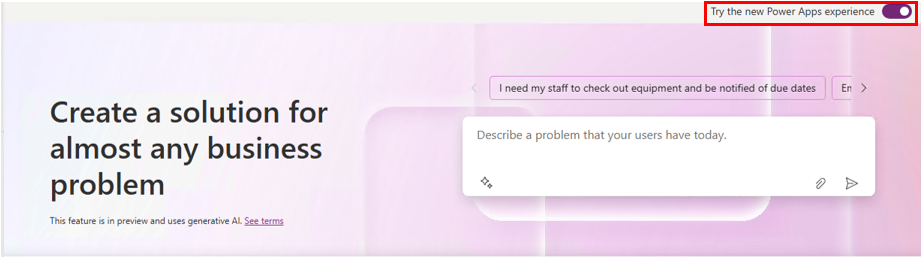 Try the new Power Apps experience
I need my staff to check out equipment and be notified of due dates
Create a solution for
almost any business
problem
Describe a problem that your users have today.
This feature is in preview and uses generative AI. See terms